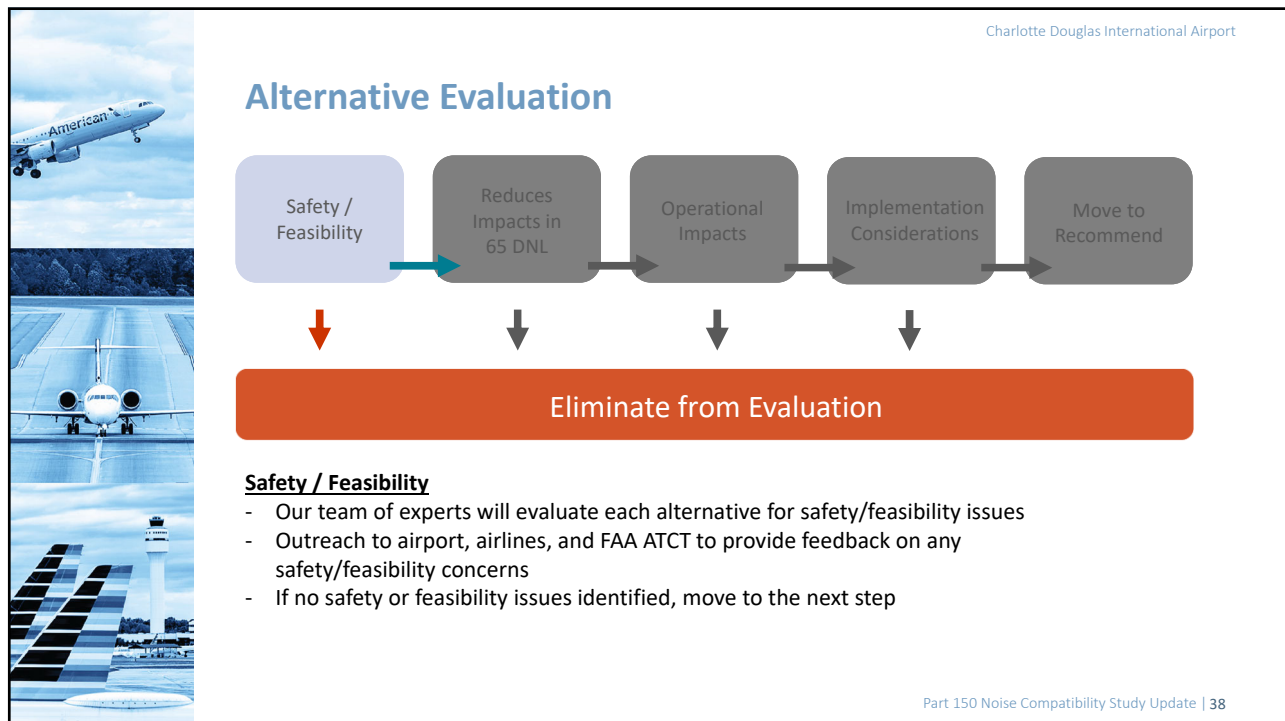 Charlotte Douglas International Airport
Alternative Evaluation
American
Safety /
Feasibility
Reduces
Impacts in
65 DNL
Operational
Impacts
Implementation
Considerations
Move to
Recommend
Eliminate from Evaluation
Safety / Feasibility
- Our team of experts will evaluate each alternative for safety/feasibility issues
- Outreach to airport, airlines, and FAA ATCT to provide feedback on any
safety/feasibility concerns
- If no safety or feasibility issues identified, move to the next step
Part 150 Noise Compatibility Study Update | 38